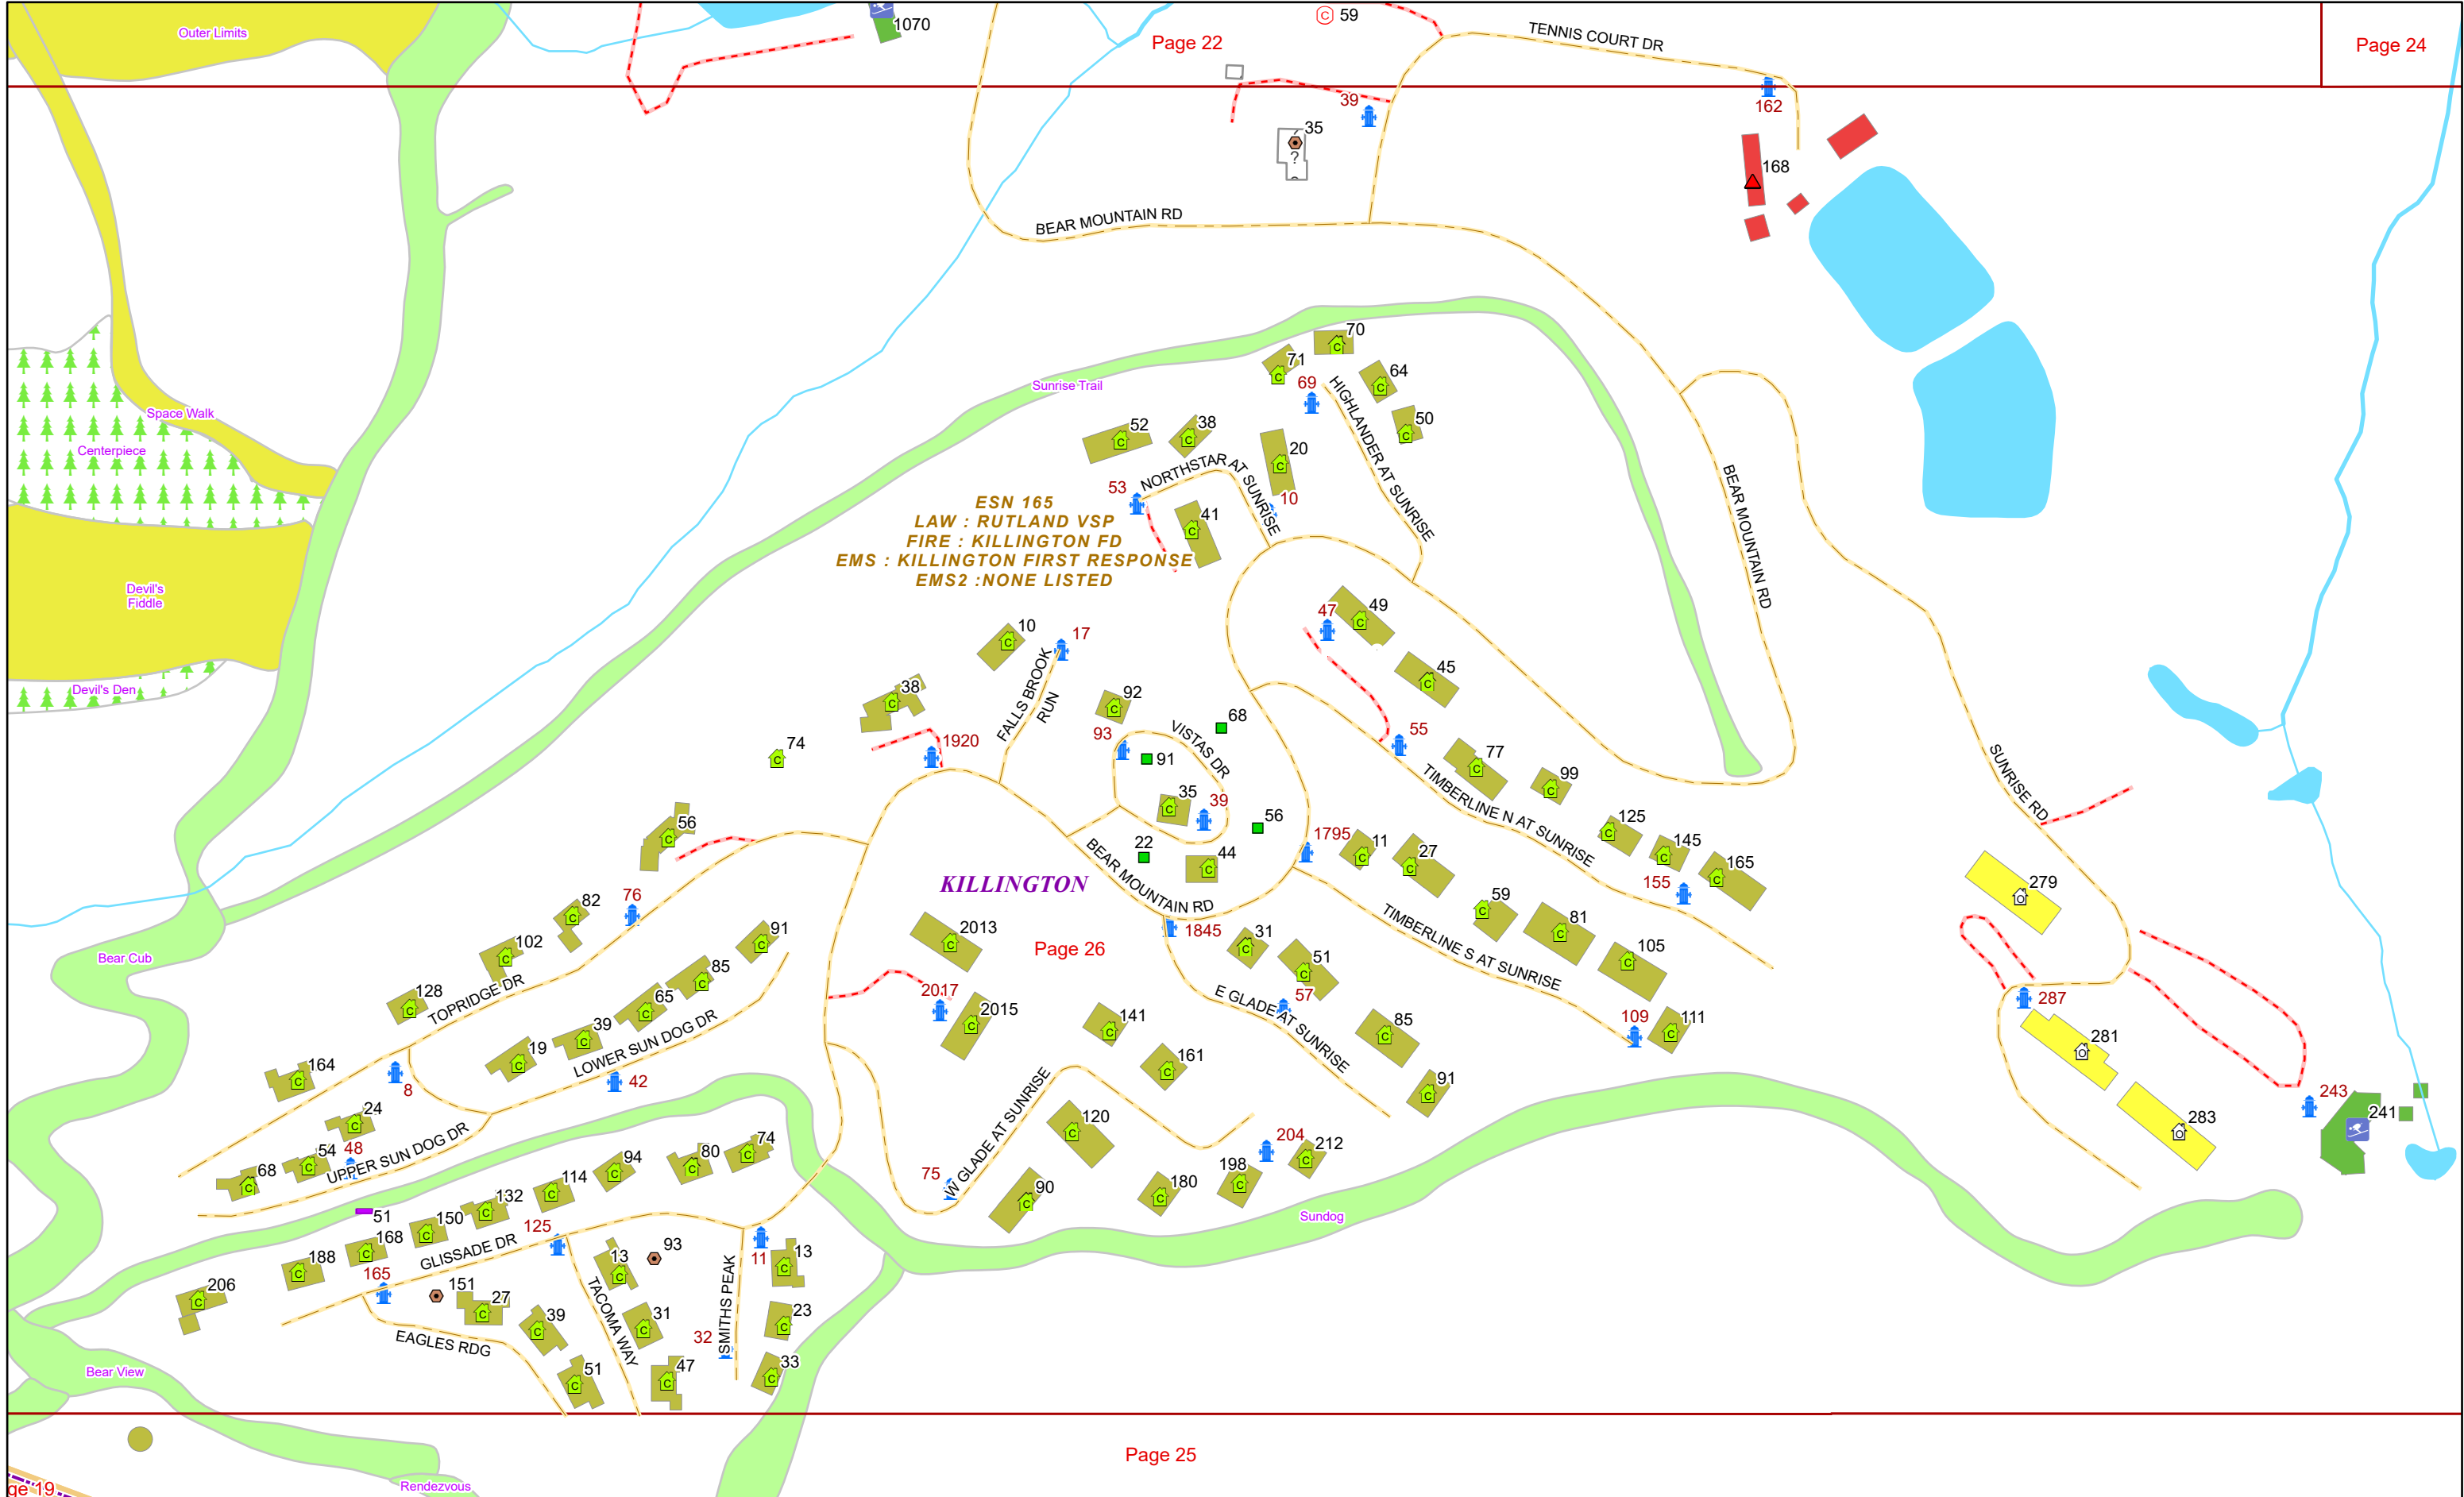 Outer Limits
1070
Page 22
59
TENNIS COURT DR
Page 24
39
162
35
?
168
BEAR MOUNTAIN RD
70
71
69
64
Sunrise Trail
HIGHLANDER AT SUNRISE
50
Space Walk
Centerpiece
52
38
20
NORTHSTAR AT SUNRISE
53
10
41
BEAR MOUNTAIN RD
ESN 165
LAW : RUTLAND VSP
FIRE : KILLINGTON FD
EMS : KILLINGTON FIRST RESPONSE
EMS2 :NONE LISTED
Devil's
Fiddle
Devil's Den
10
17
47
49
45
38
FALLS BROOK
RUN
92
68
VISTAS DR
93
91
55
77
99
1920
74
35
39
56
TIMBERLINE N AT SUNRISE
125
145
165
155
SUNRISE RD
56
22
44
1795
11
27
BEAR MOUNTAIN RD
KILLINGTON
279
76
82
91
2013
Page 26
1845
31
51
59
81
105
TIMBERLINE S AT SUNRISE
Bear Cub
102
85
128
TOPRIDGE DR
65
39
19
LOWER SUN DOG DR
2017
2015
57
E GLADE AT SUNRISE
141
161
85
91
109
111
287
281
283
243
241
164
8
42
24
48
54
68
UPPER SUN DOG DR
W GLADE AT SUNRISE
75
120
90
180
198
204
212
Sundog
74
80
94
114
132
150
51
168
188
206
125
165
GLISSADE DR
151
13
93
11
13
27
39
51
EAGLES RDG
TACOMA WAY
31
47
32
SMITHS PEAK
23
33
Bear View
Page 25
Rendezvous
ge 19